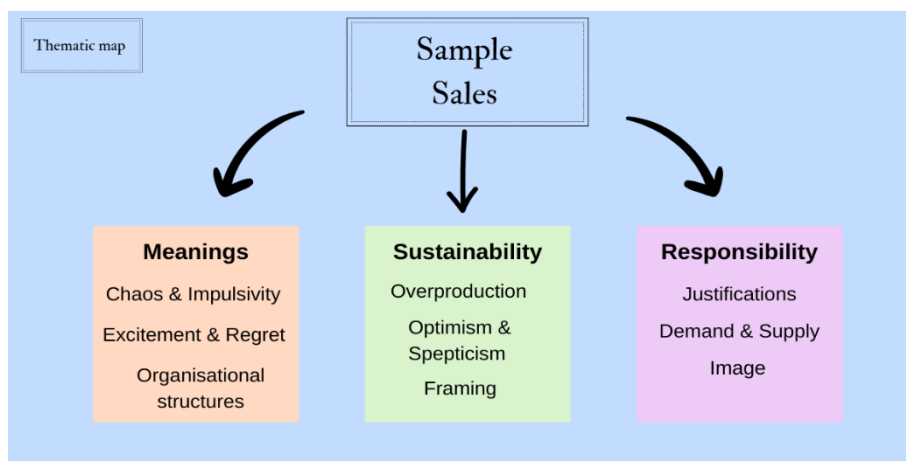 Thematic map
Sample
Sales
Meanings
Chaos & Impulsivity
Excitement & Regret
Organisational
structures
Sustainability
Overproduction
Optimism &
Spepticism
Framing
Responsibility
Justifications
Demand & Supply
Image